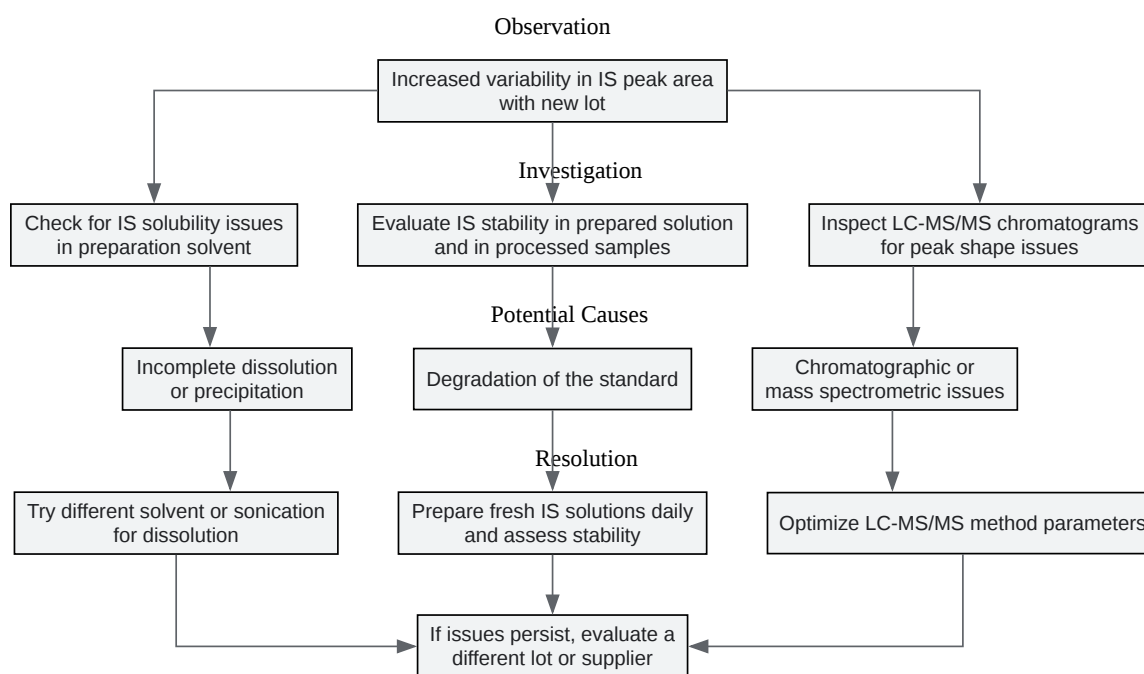 Observation
Increased variability in IS peak area
with new lot
Investigation
Check for IS solubility issues
in preparation solvent
Evaluate IS stability in prepared solution
and in processed samples
Inspect LC-MS/MS chromatograms
for peak shape issues
Potential Causes
Incomplete dissolution
or precipitation
Degradation of the standard
Chromatographic or
mass spectrometric issues
Resolution
Try different solvent or sonication
for dissolution
Prepare fresh IS solutions daily
and assess stability
Optimize LC-MS/MS method parameters
If issues persist, evaluate a
different lot or supplier